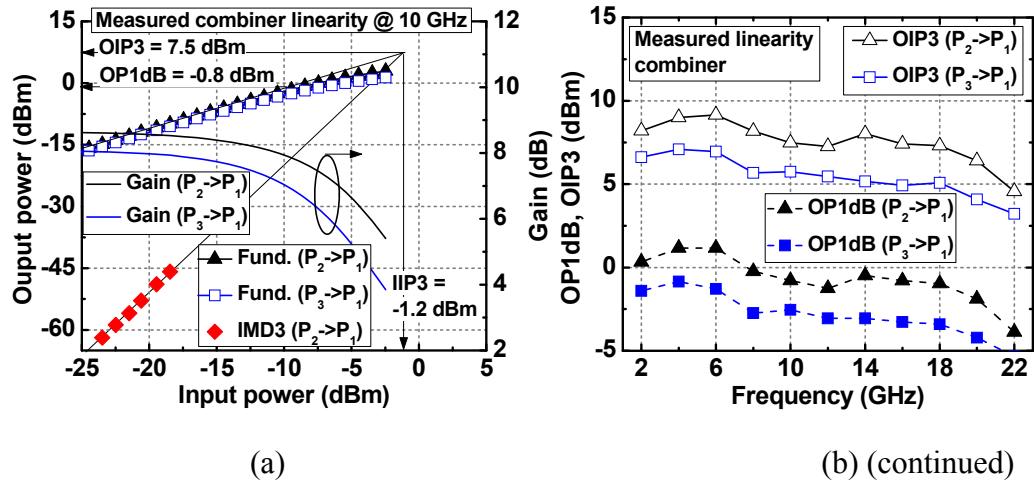 Measured combiner linearity @ 10 GHz
OIP3 = 7.5 dBm
OP1dB = -0.8 dBm
Gain (P2->P1)
Gain (P3->P1)
Fund. (P2->P1)
Fund. (P3->P1)
IMD3 (P2->P1)
IIP3 =
-1.2 dBm
15
0
-15
-30
-45
-60
Ouput power (dBm)
12
10
8
6
4
2
Gain (dB)
-25 -20 -15 -10 -5 0 5
Input power (dBm)
(a)
Measured linearity
combiner
OIP3 (P2->P1)
OIP3 (P3->P1)
OP1dB (P2->P1)
OP1dB (P3->P1)
15
10
5
0
-5
OP1dB, OIP3 (dBm)
2 6 10 14 18 22
Frequency (GHz)
(b) (continued)